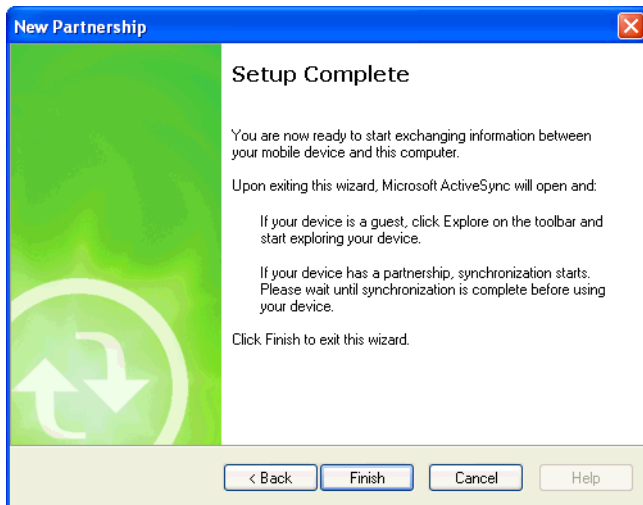 New Partnership
Setup Complete
You are now ready to start exchanging information between
your mobile device and this computer.
Upon exiting this wizard, Microsoft ActiveSync will open and:
If your device is a guest, click Explore on the toolbar and
start exploring your device.
If your device has a partnership, synchronization starts.
Please wait until synchronization is complete before using
your device.
Click Finish to exit this wizard.
< Back
Finish
Cancel
Help